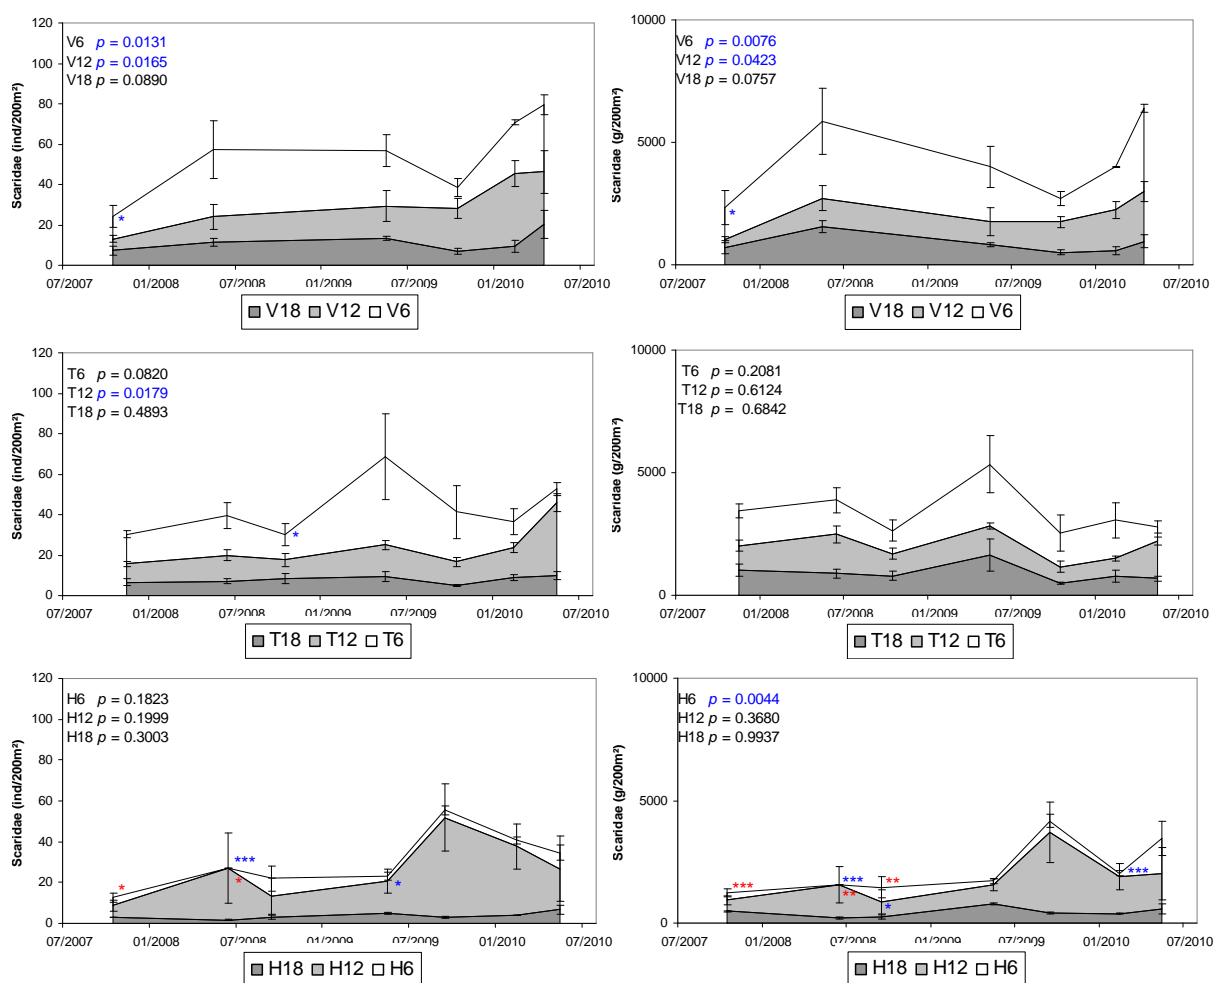 Scaridae (ind/200m²)
120
100
80
60
40
20
0
V6 p = 0.0131
V12 p = 0.0165
V18 p = 0.0890
*
07/2007 01/2008 07/2008 01/2009 07/2009 01/2010 07/2010
V18 V12 V6
Scaridae (g/200m²)
10000
5000
0
V6 p = 0.0076
V12 p = 0.0423
V18 p = 0.0757
*
07/2007 01/2008 07/2008 01/2009 07/2009 01/2010 07/2010
V18 V12 V6
Scaridae (ind/200m²)
120
100
80
60
40
20
0
T6 p = 0.0820
T12 p = 0.0179
T18 p = 0.4893
*
07/2007 01/2008 07/2008 01/2009 07/2009 01/2010 07/2010
T18 T12 T6
Scaridae (g/200m²)
10000
5000
0
T6 p = 0.2081
T12 p = 0.6124
T18 p = 0.6842
07/2007 01/2008 07/2008 01/2009 07/2009 01/2010 07/2010
T18 T12 T6
Scaridae (ind/200m²)
120
100
80
60
40
20
0
H6 p = 0.1823
H12 p = 0.1999
H18 p = 0.3003
* *** * *
07/2007 01/2008 07/2008 01/2009 07/2009 01/2010 07/2010
H18 H12 H6
Scaridae (g/200m²)
10000
5000
0
H6 p = 0.0044
H12 p = 0.3680
H18 p = 0.9937
*** *** ** ** * ***
07/2007 01/2008 07/2008 01/2009 07/2009 01/2010 07/2010
H18 H12 H6